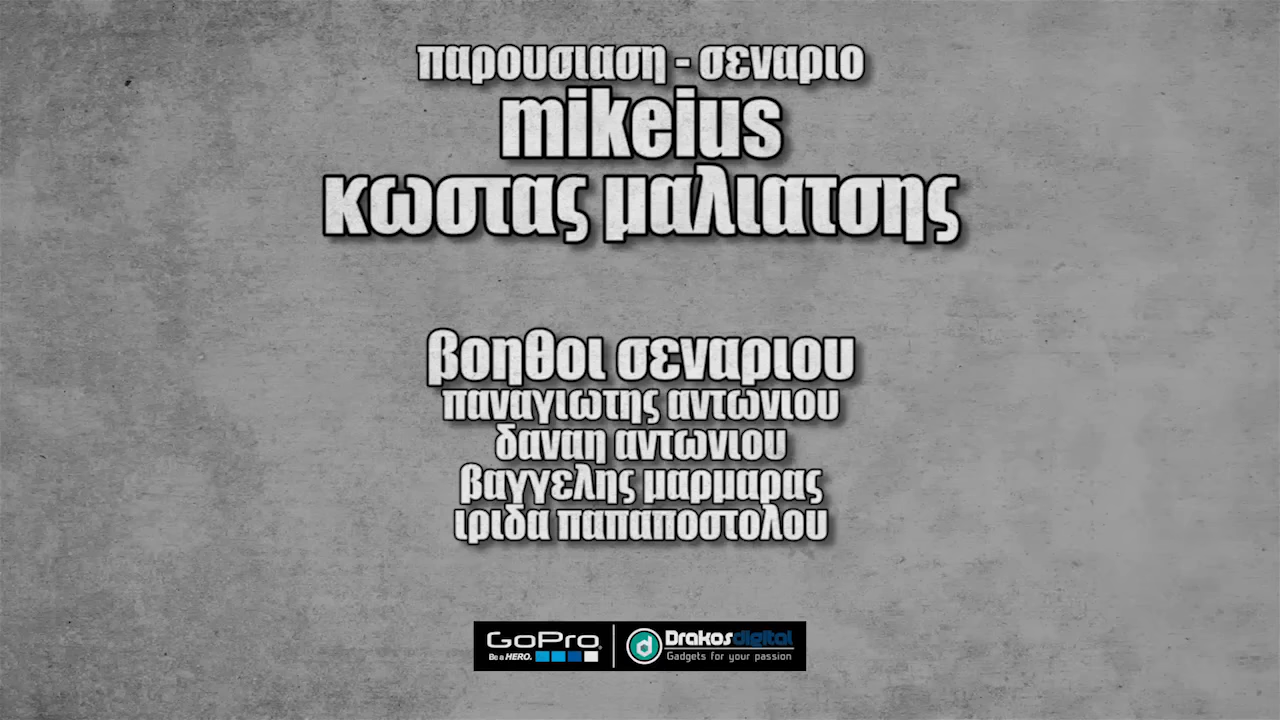 παρουσιαση - σεναριο
mikeius
κωστας μαλιατσης
βοηθοι σεναριου
παναγιωτης αντωνιου
δαναη αντωνιου
βαγγελης μαρμαρας
ιριδα παπαποστολου
GoPro
Be a HERO.
Drakosdigital
Gadgets for your passion